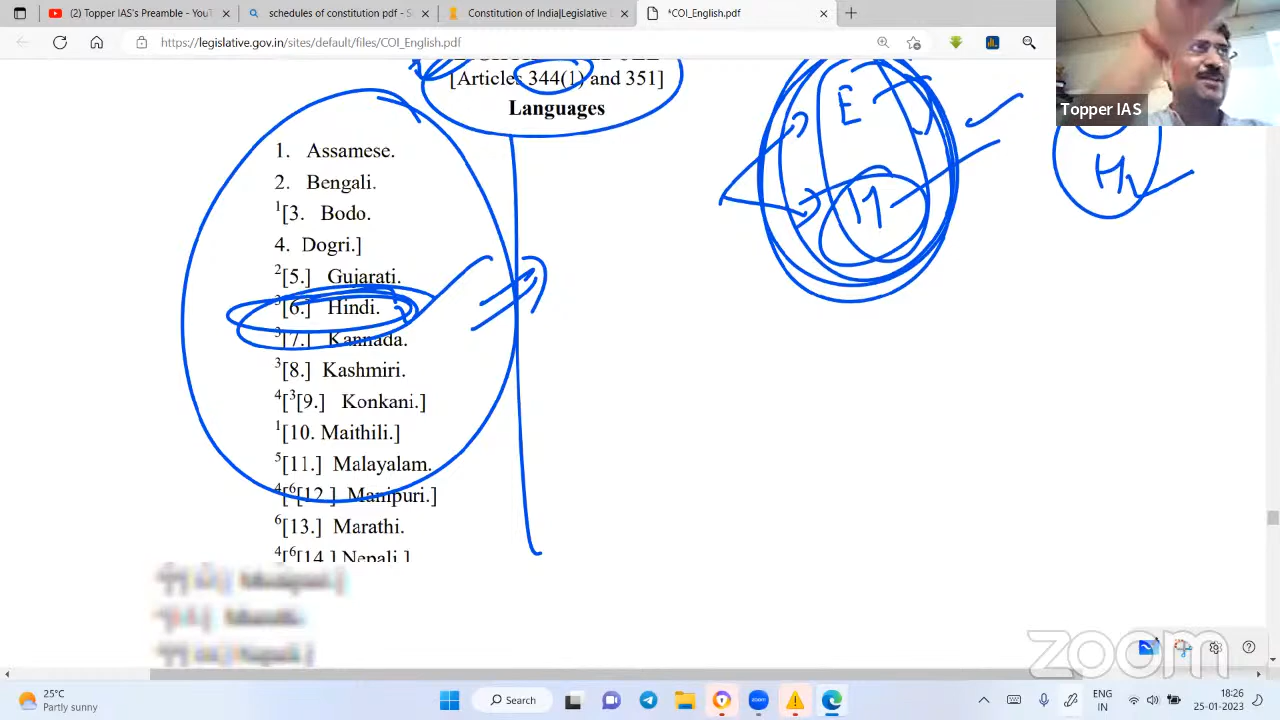 (2) Topper IAS's Preamble - YouT
schedules of constitution pdf - S
Constitution of India|Legislative
*COI_English.pdf
https://legislative.gov.in/sites/default/files/COI_English.pdf
Topper IAS
[Articles 344(1) and 351]
Languages
1. Assamese.
2. Bengali.
1[3. Bodo.
4. Dogri.]
2[5.] Gujarati.
3[6.] Hindi.
3[7.] Kannada.
3[8.] Kashmiri.
4[3[9.] Konkani.]
1[10. Maithili.]
5[11.] Malayalam.
4[6[12.] Manipuri.]
6[13.] Marathi.
4[6[14.] Nepali.]
E
H
H
zoom
25°C
Partly sunny
Search
zoom
ENG
IN
18:26
25-01-2023